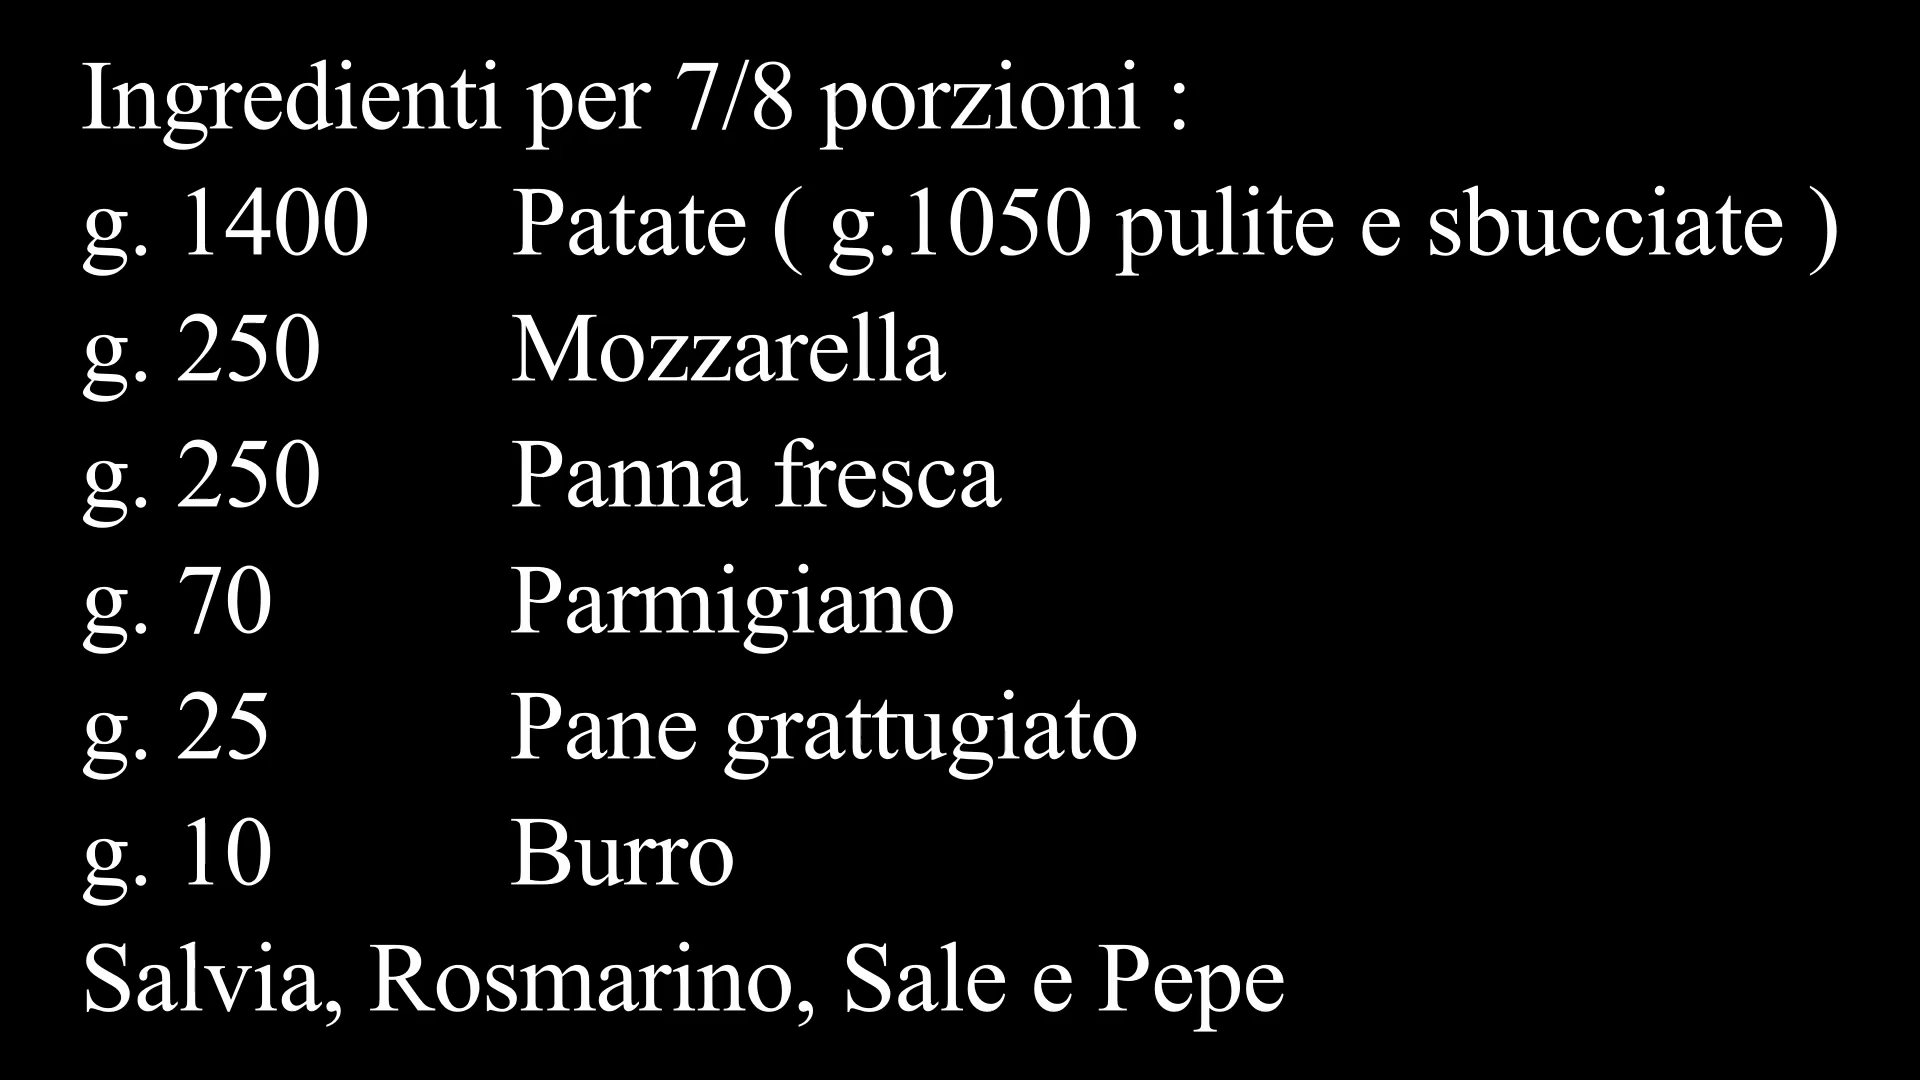 Ingredienti per 7/8 porzioni :
g. 1400 Patate ( g.1050 pulite e sbucciate )
g. 250 Mozzarella
g. 250 Panna fresca
g. 70 Parmigiano
g. 25 Pane grattugiato
g. 10 Burro
Salvia, Rosmarino, Sale e Pepe